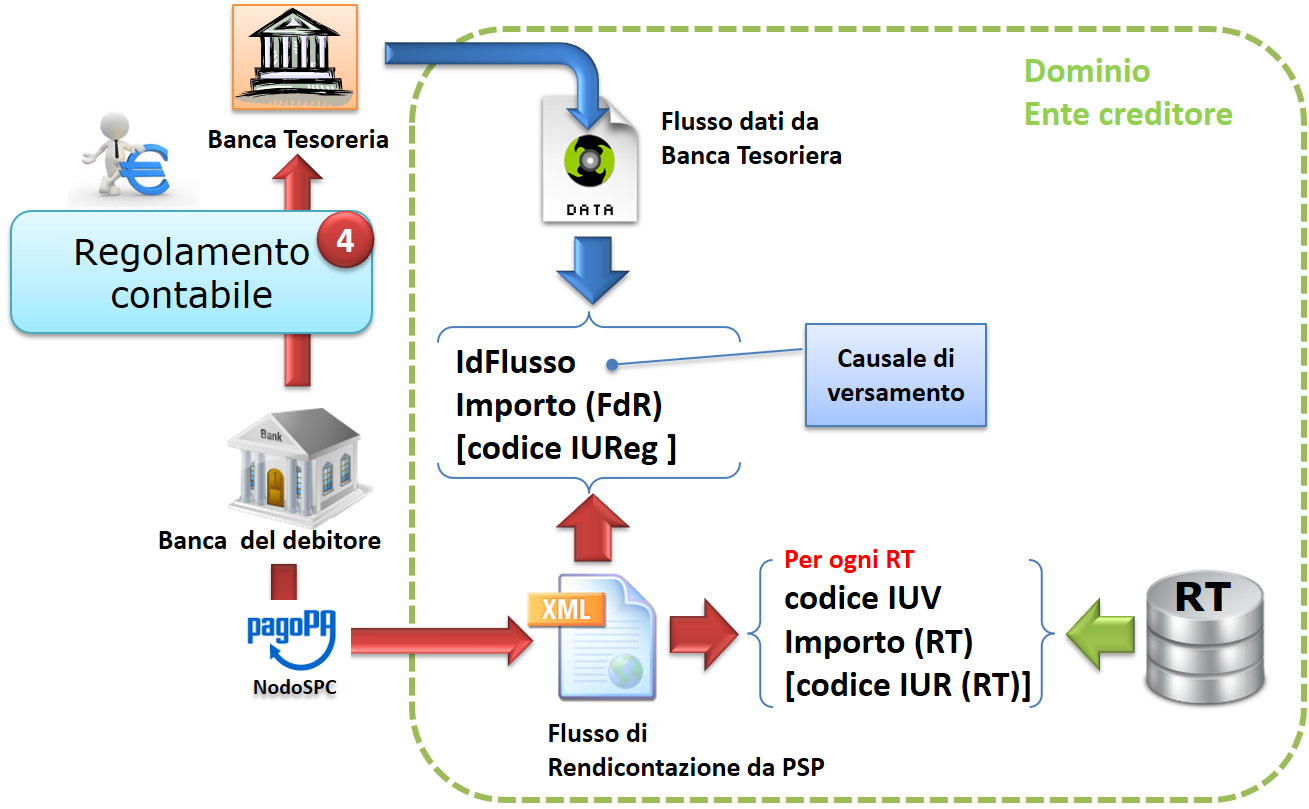 Dominio
Ente creditore
Banca Tesoreria
Flusso dati da
Banca Tesoriera
DATA
Regolamento
contabile
4
IdFlusso
Importo (FdR)
[codice IUReg ]
Causale di
versamento
Bank
Banca  del debitore
pagoPA
NodoSPC
XML
Flusso di
Rendicontazione da PSP
Per ogni RT
codice IUV
Importo (RT)
[codice IUR (RT)]
RT